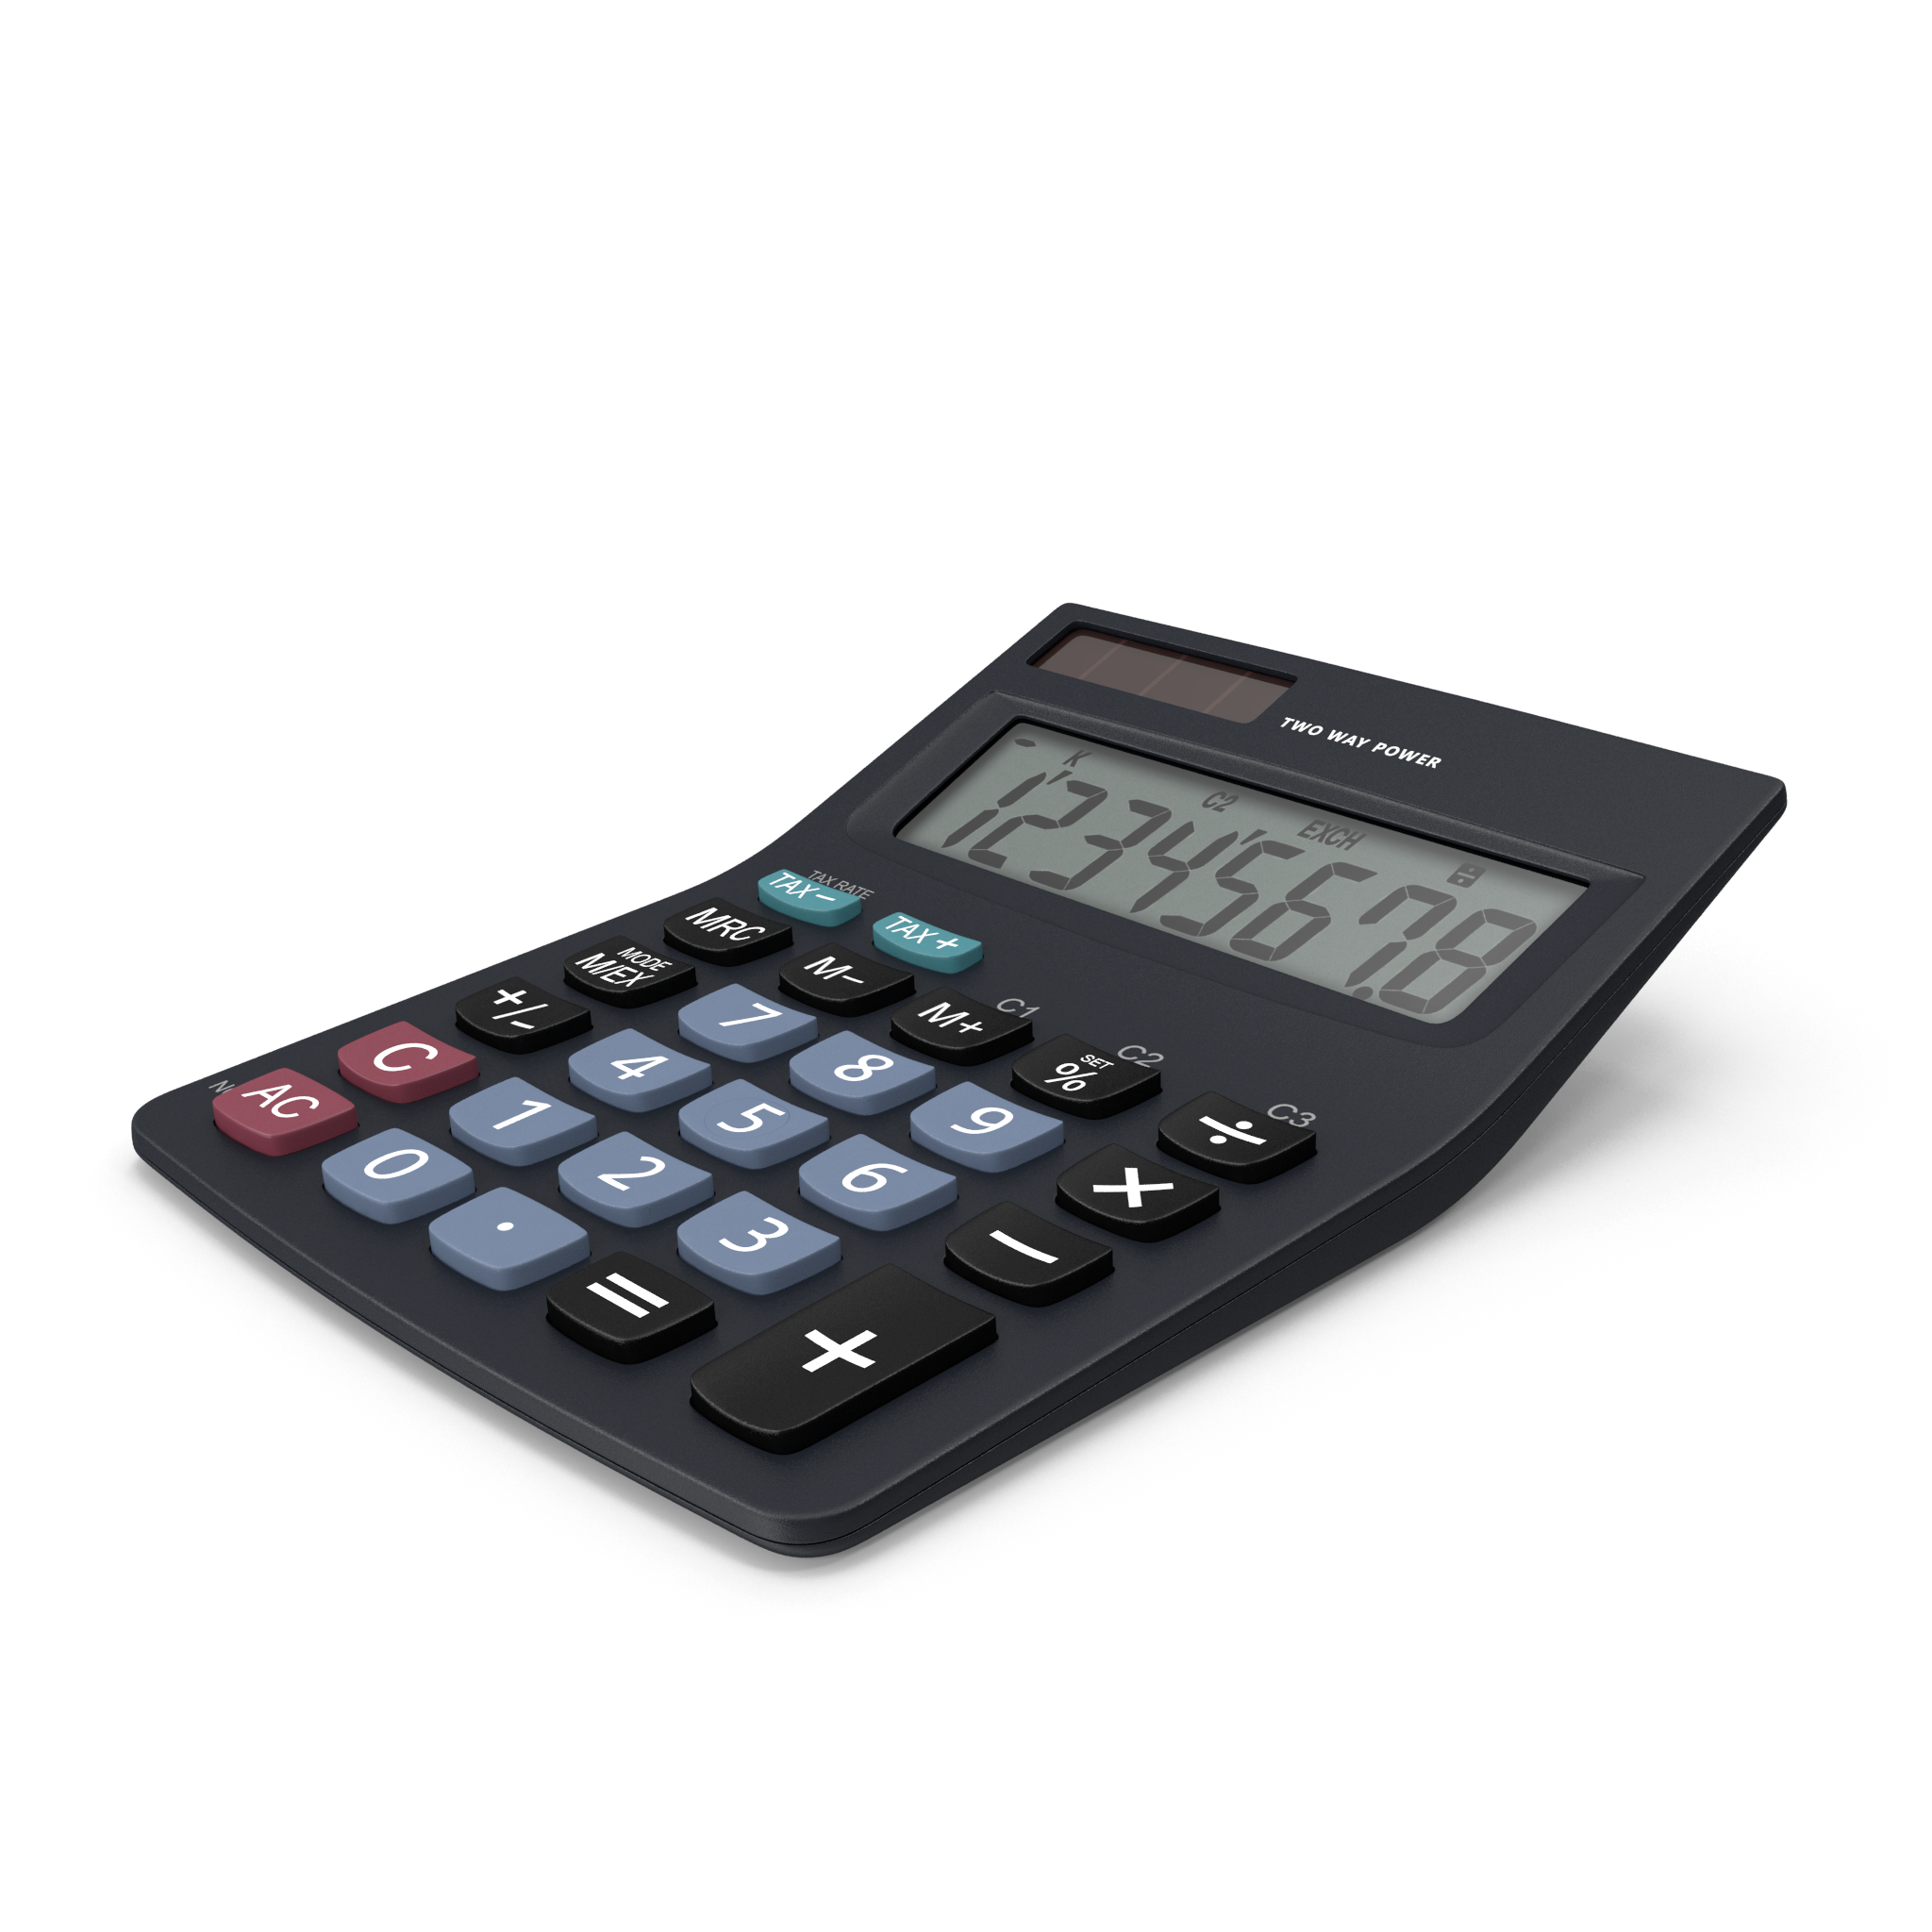 TWO WAY POWER
- K C2 EXCH ÷
12345678
TAX RATE
TAX− TAX+
MRC M− M+ C1 SET % C2 ÷ C3
MODE
M/EX 7 8 9 ×
+/− 4 5 6 −
C 1 2 3 +
AC 0 . =